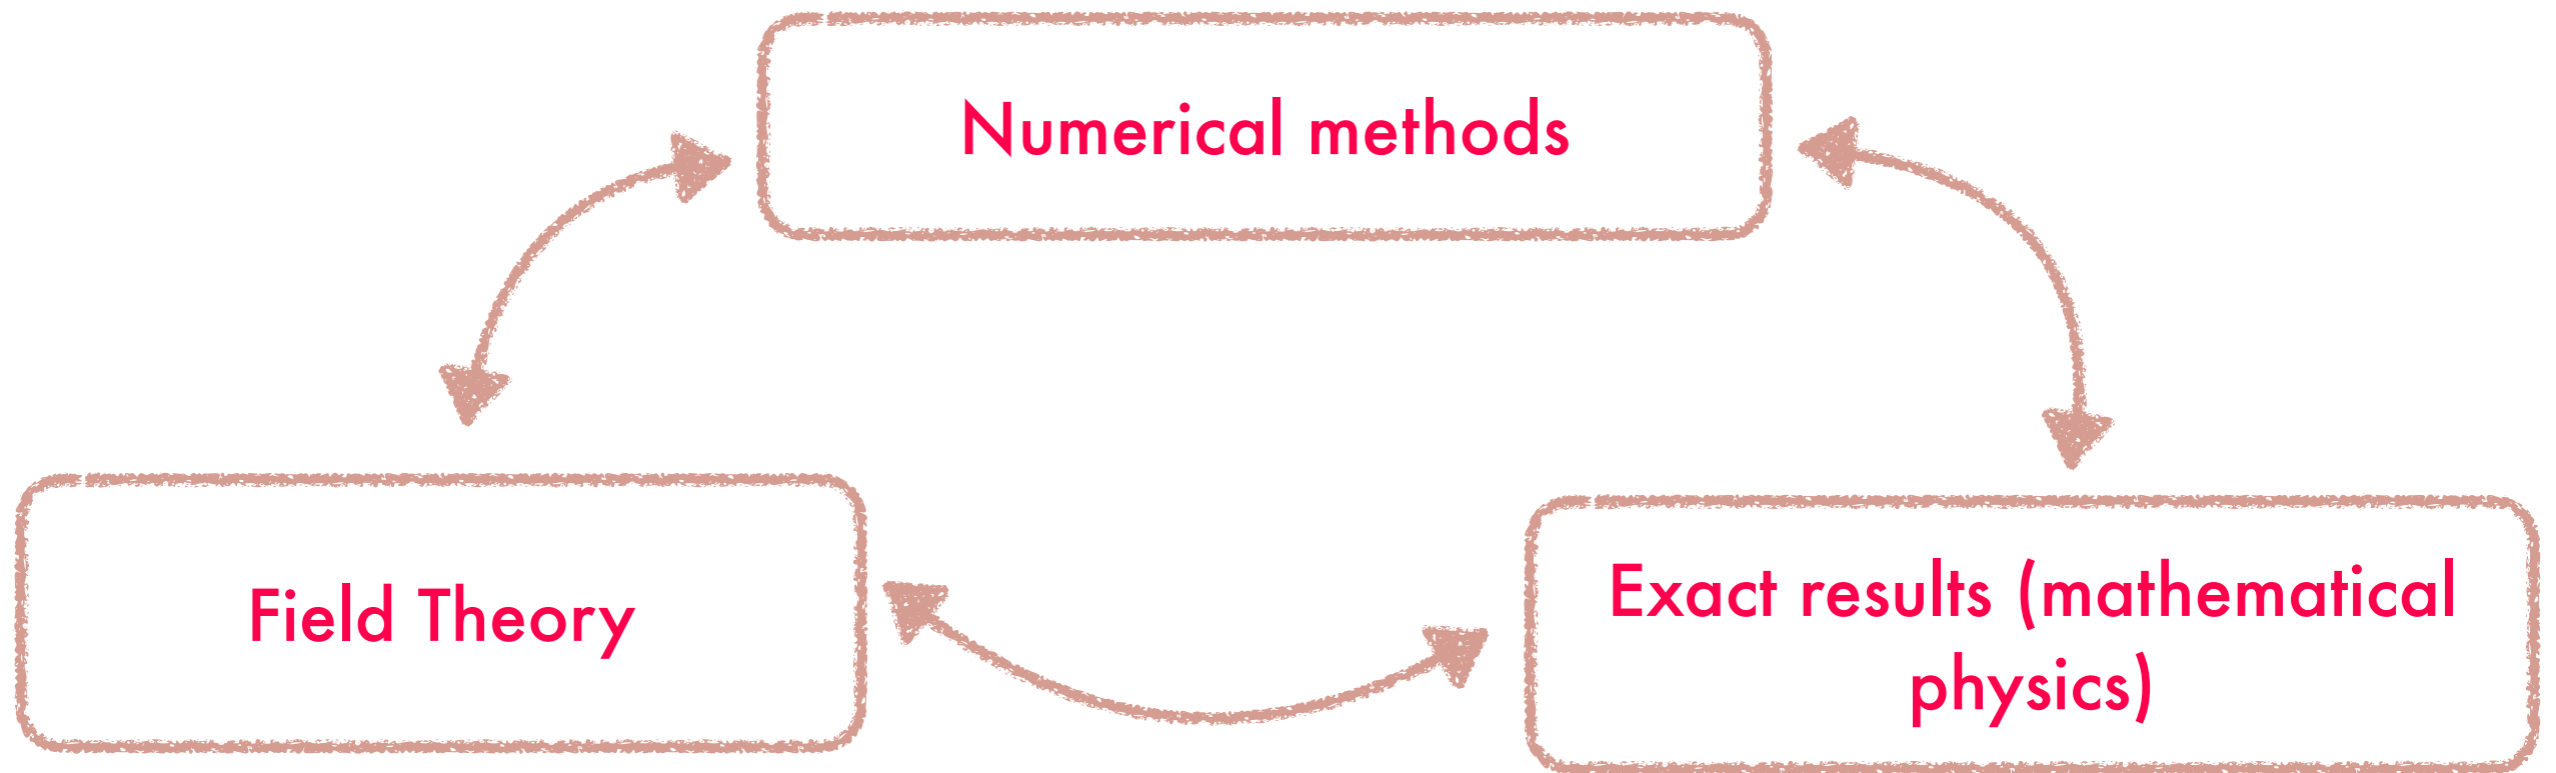 Numerical methods
Field Theory
Exact results (mathematical
physics)